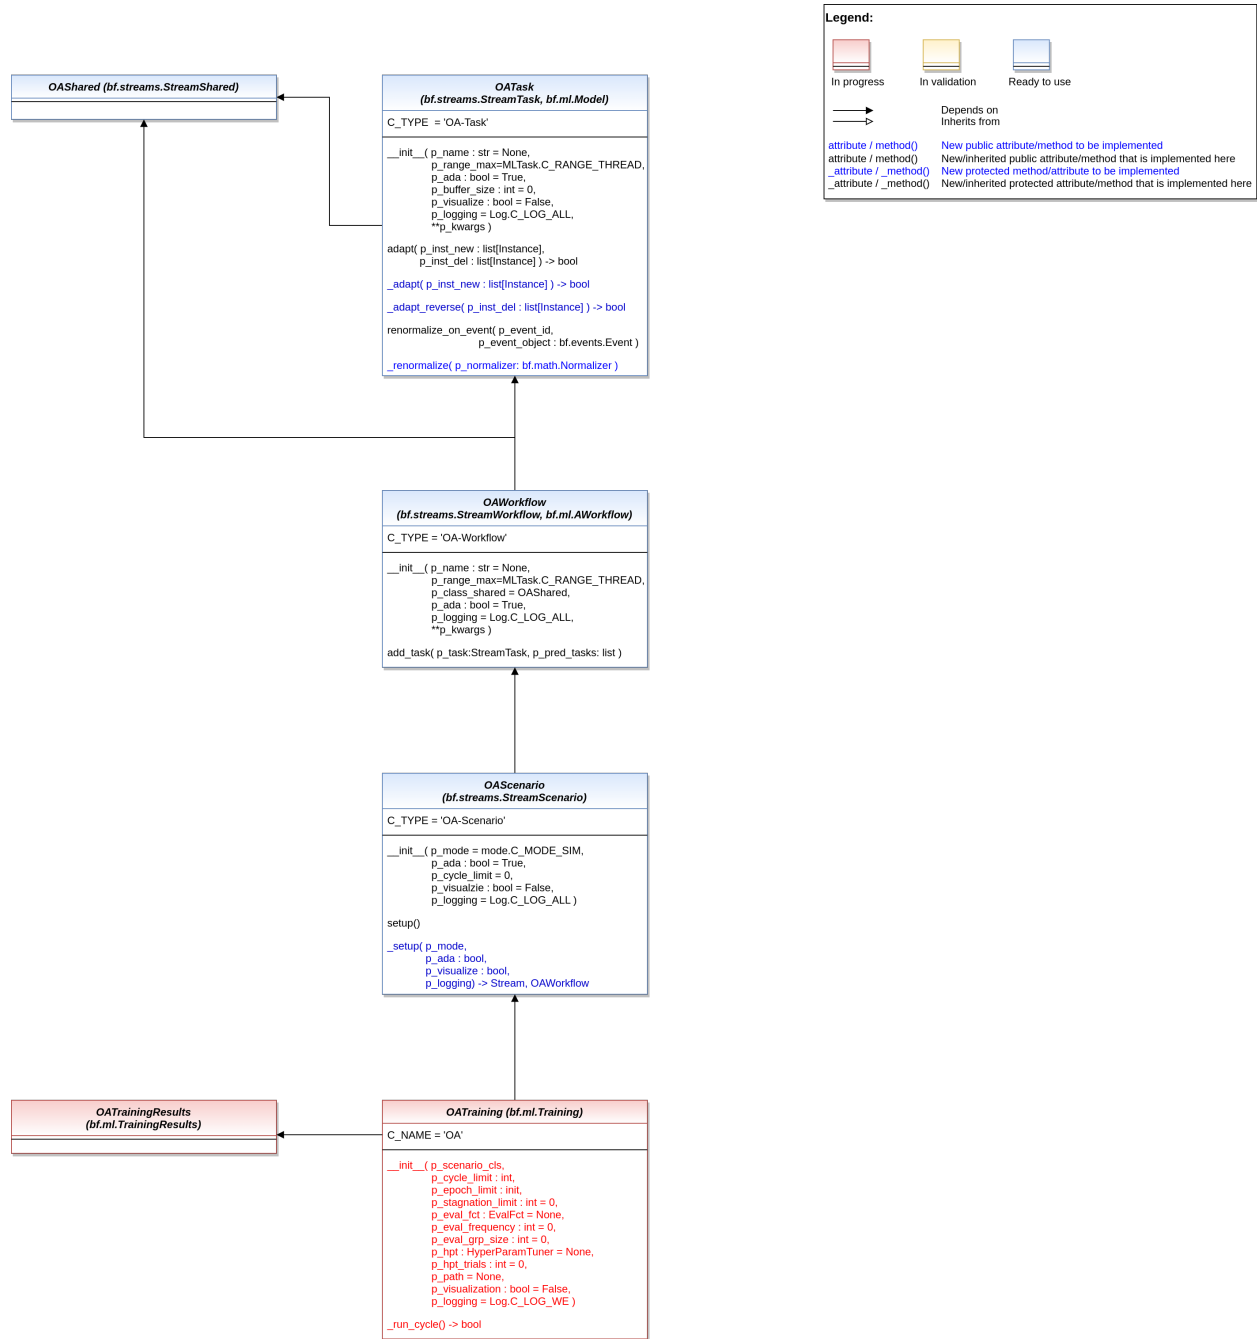 Legend:
In progress
In validation
Ready to use
Depends on
Inherits from
attribute / method() New public attribute/method to be implemented
attribute / method() New/inherited public attribute/method that is implemented here
_attribute / _method() New protected method/attribute to be implemented
_attribute / _method() New/inherited protected attribute/method that is implemented here
OAShared (bf.streams.StreamShared)
OATask
(bf.streams.StreamTask, bf.ml.Model)
C_TYPE = 'OA-Task'
__init__( p_name : str = None,
p_range_max=MLTask.C_RANGE_THREAD,
p_ada : bool = True,
p_buffer_size : int = 0,
p_visualize : bool = False,
p_logging = Log.C_LOG_ALL,
**p_kwargs )
adapt( p_inst_new : list[Instance],
p_inst_del : list[Instance] ) -> bool
_adapt( p_inst_new : list[Instance] ) -> bool
_adapt_reverse( p_inst_del : list[Instance] ) -> bool
renormalize_on_event( p_event_id,
p_event_object : bf.events.Event )
_renormalize( p_normalizer: bf.math.Normalizer )
OAWorkflow
(bf.streams.StreamWorkflow, bf.ml.AWorkflow)
C_TYPE = 'OA-Workflow'
__init__( p_name : str = None,
p_range_max=MLTask.C_RANGE_THREAD,
p_class_shared = OAShared,
p_ada : bool = True,
p_logging = Log.C_LOG_ALL,
**p_kwargs )
add_task( p_task:StreamTask, p_pred_tasks: list )
OAScenario
(bf.streams.StreamScenario)
C_TYPE = 'OA-Scenario'
__init__( p_mode = mode.C_MODE_SIM,
p_ada : bool = True,
p_cycle_limit = 0,
p_visualzie : bool = False,
p_logging = Log.C_LOG_ALL )
setup()
_setup( p_mode,
p_ada : bool,
p_visualize : bool,
p_logging) -> Stream, OAWorkflow
OATrainingResults
(bf.ml.TrainingResults)
OATraining (bf.ml.Training)
C_NAME = 'OA'
__init__( p_scenario_cls,
p_cycle_limit : int,
p_epoch_limit : init,
p_stagnation_limit : int = 0,
p_eval_fct : EvalFct = None,
p_eval_frequency : int = 0,
p_eval_grp_size : int = 0,
p_hpt : HyperParamTuner = None,
p_hpt_trials : int = 0,
p_path = None,
p_visualization : bool = False,
p_logging = Log.C_LOG_WE )
_run_cycle() -> bool